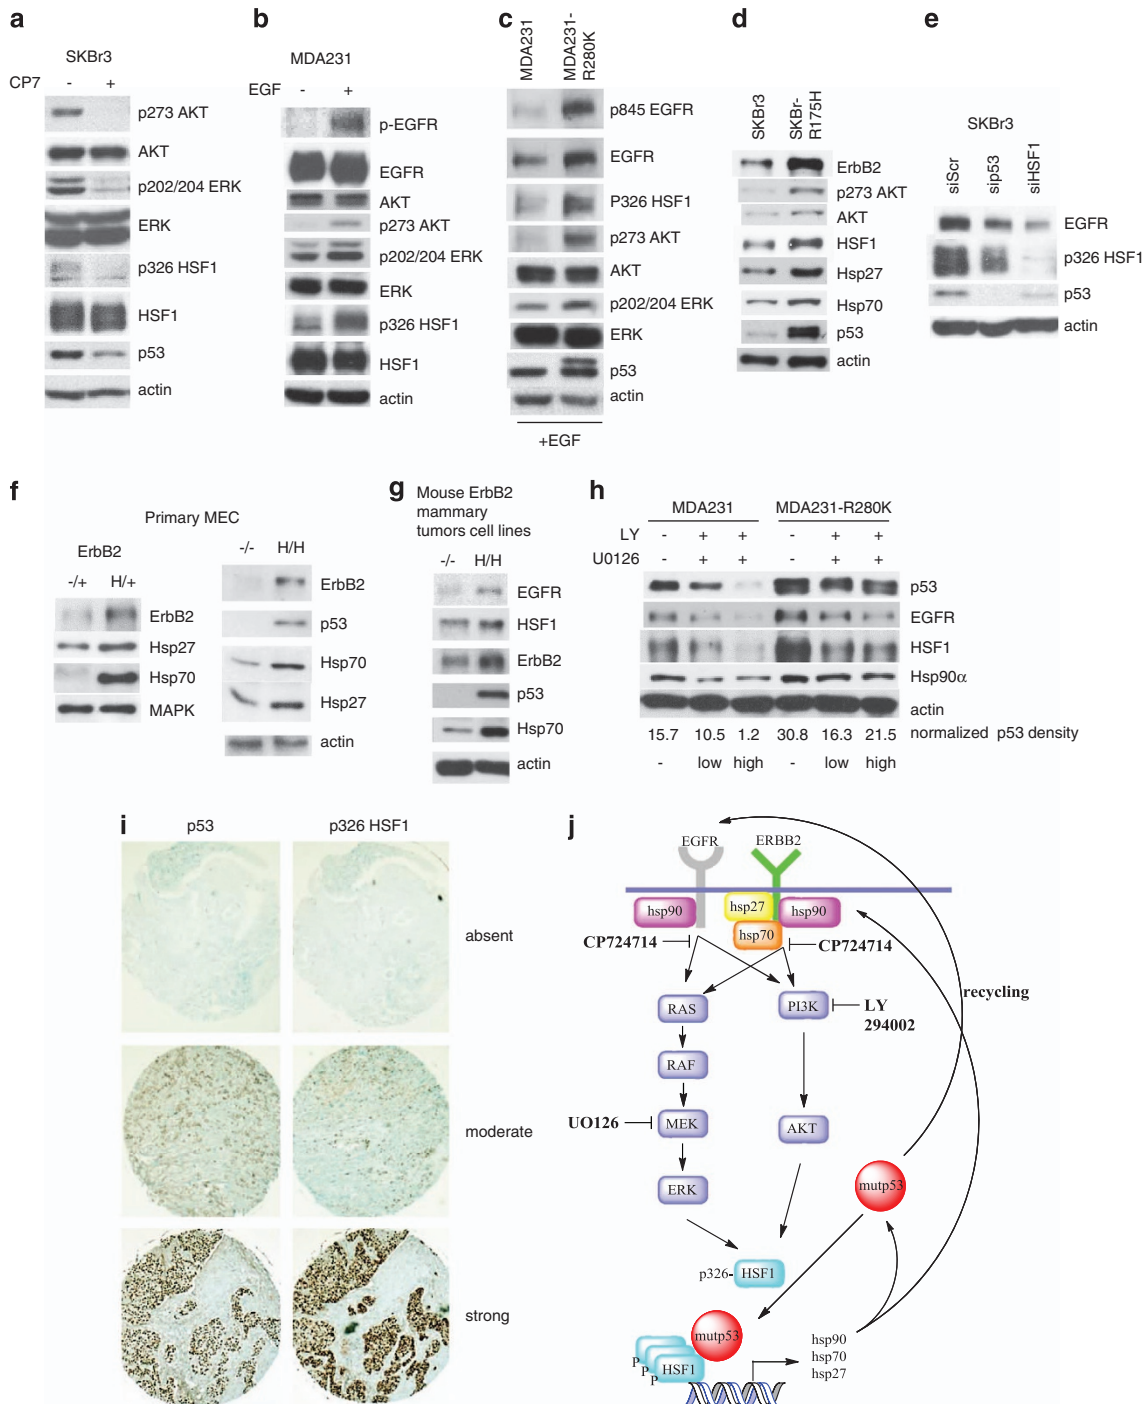 a
SKBr3
CP7 - +
p273 AKT
AKT
p202/204 ERK
ERK
p326 HSF1
HSF1
p53
actin
b
MDA231
EGF - +
p-EGFR
EGFR
AKT
p273 AKT
p202/204 ERK
ERK
p326 HSF1
HSF1
actin
c
MDA231
MDA231-
R280K
p845 EGFR
EGFR
P326 HSF1
p273 AKT
AKT
p202/204 ERK
ERK
p53
actin
+EGF
d
SKBr3
SKBr-
R175H
ErbB2
p273 AKT
AKT
HSF1
Hsp27
Hsp70
p53
actin
e
SKBr3
siScr
sip53
siHSF1
EGFR
p326 HSF1
p53
actin
f
Primary MEC
ErbB2
-/+ H/+
ErbB2
Hsp27
Hsp70
MAPK
-/- H/H
ErbB2
p53
Hsp70
Hsp27
actin
g
Mouse ErbB2
mammary
tumors cell lines
-/- H/H
EGFR
HSF1
ErbB2
p53
Hsp70
actin
h
MDA231 MDA231-R280K
LY - + + - + +
U0126 - + + - + +
p53
EGFR
HSF1
Hsp90α
actin
15.7 10.5 1.2 30.8 16.3 21.5 normalized p53 density
- low high - low high
i
p53 p326 HSF1
absent
moderate
strong
j
EGFR ERBB2
hsp90 hsp27 hsp90
hsp70
CP724714 CP724714
recycling
RAS PI3K LY
294002
RAF
UO126 MEK AKT
ERK mutp53
p326- HSF1
mutp53
P P P HSF1
hsp90
hsp70
hsp27